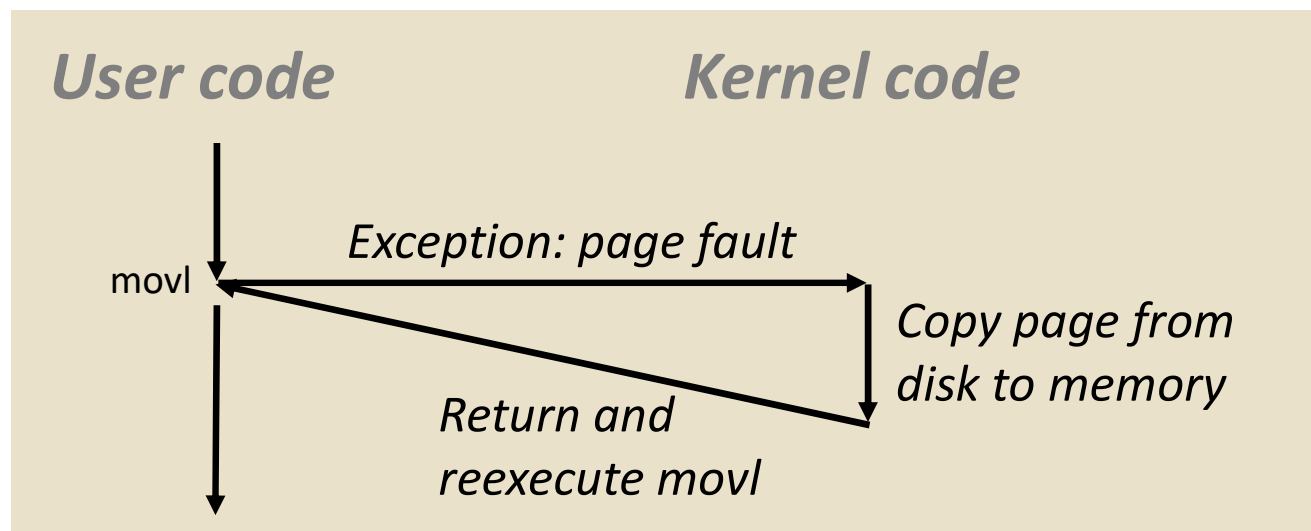 User code
Kernel code
Exception: page fault
movl
Copy page from
disk to memory
Return and
reexecute movl